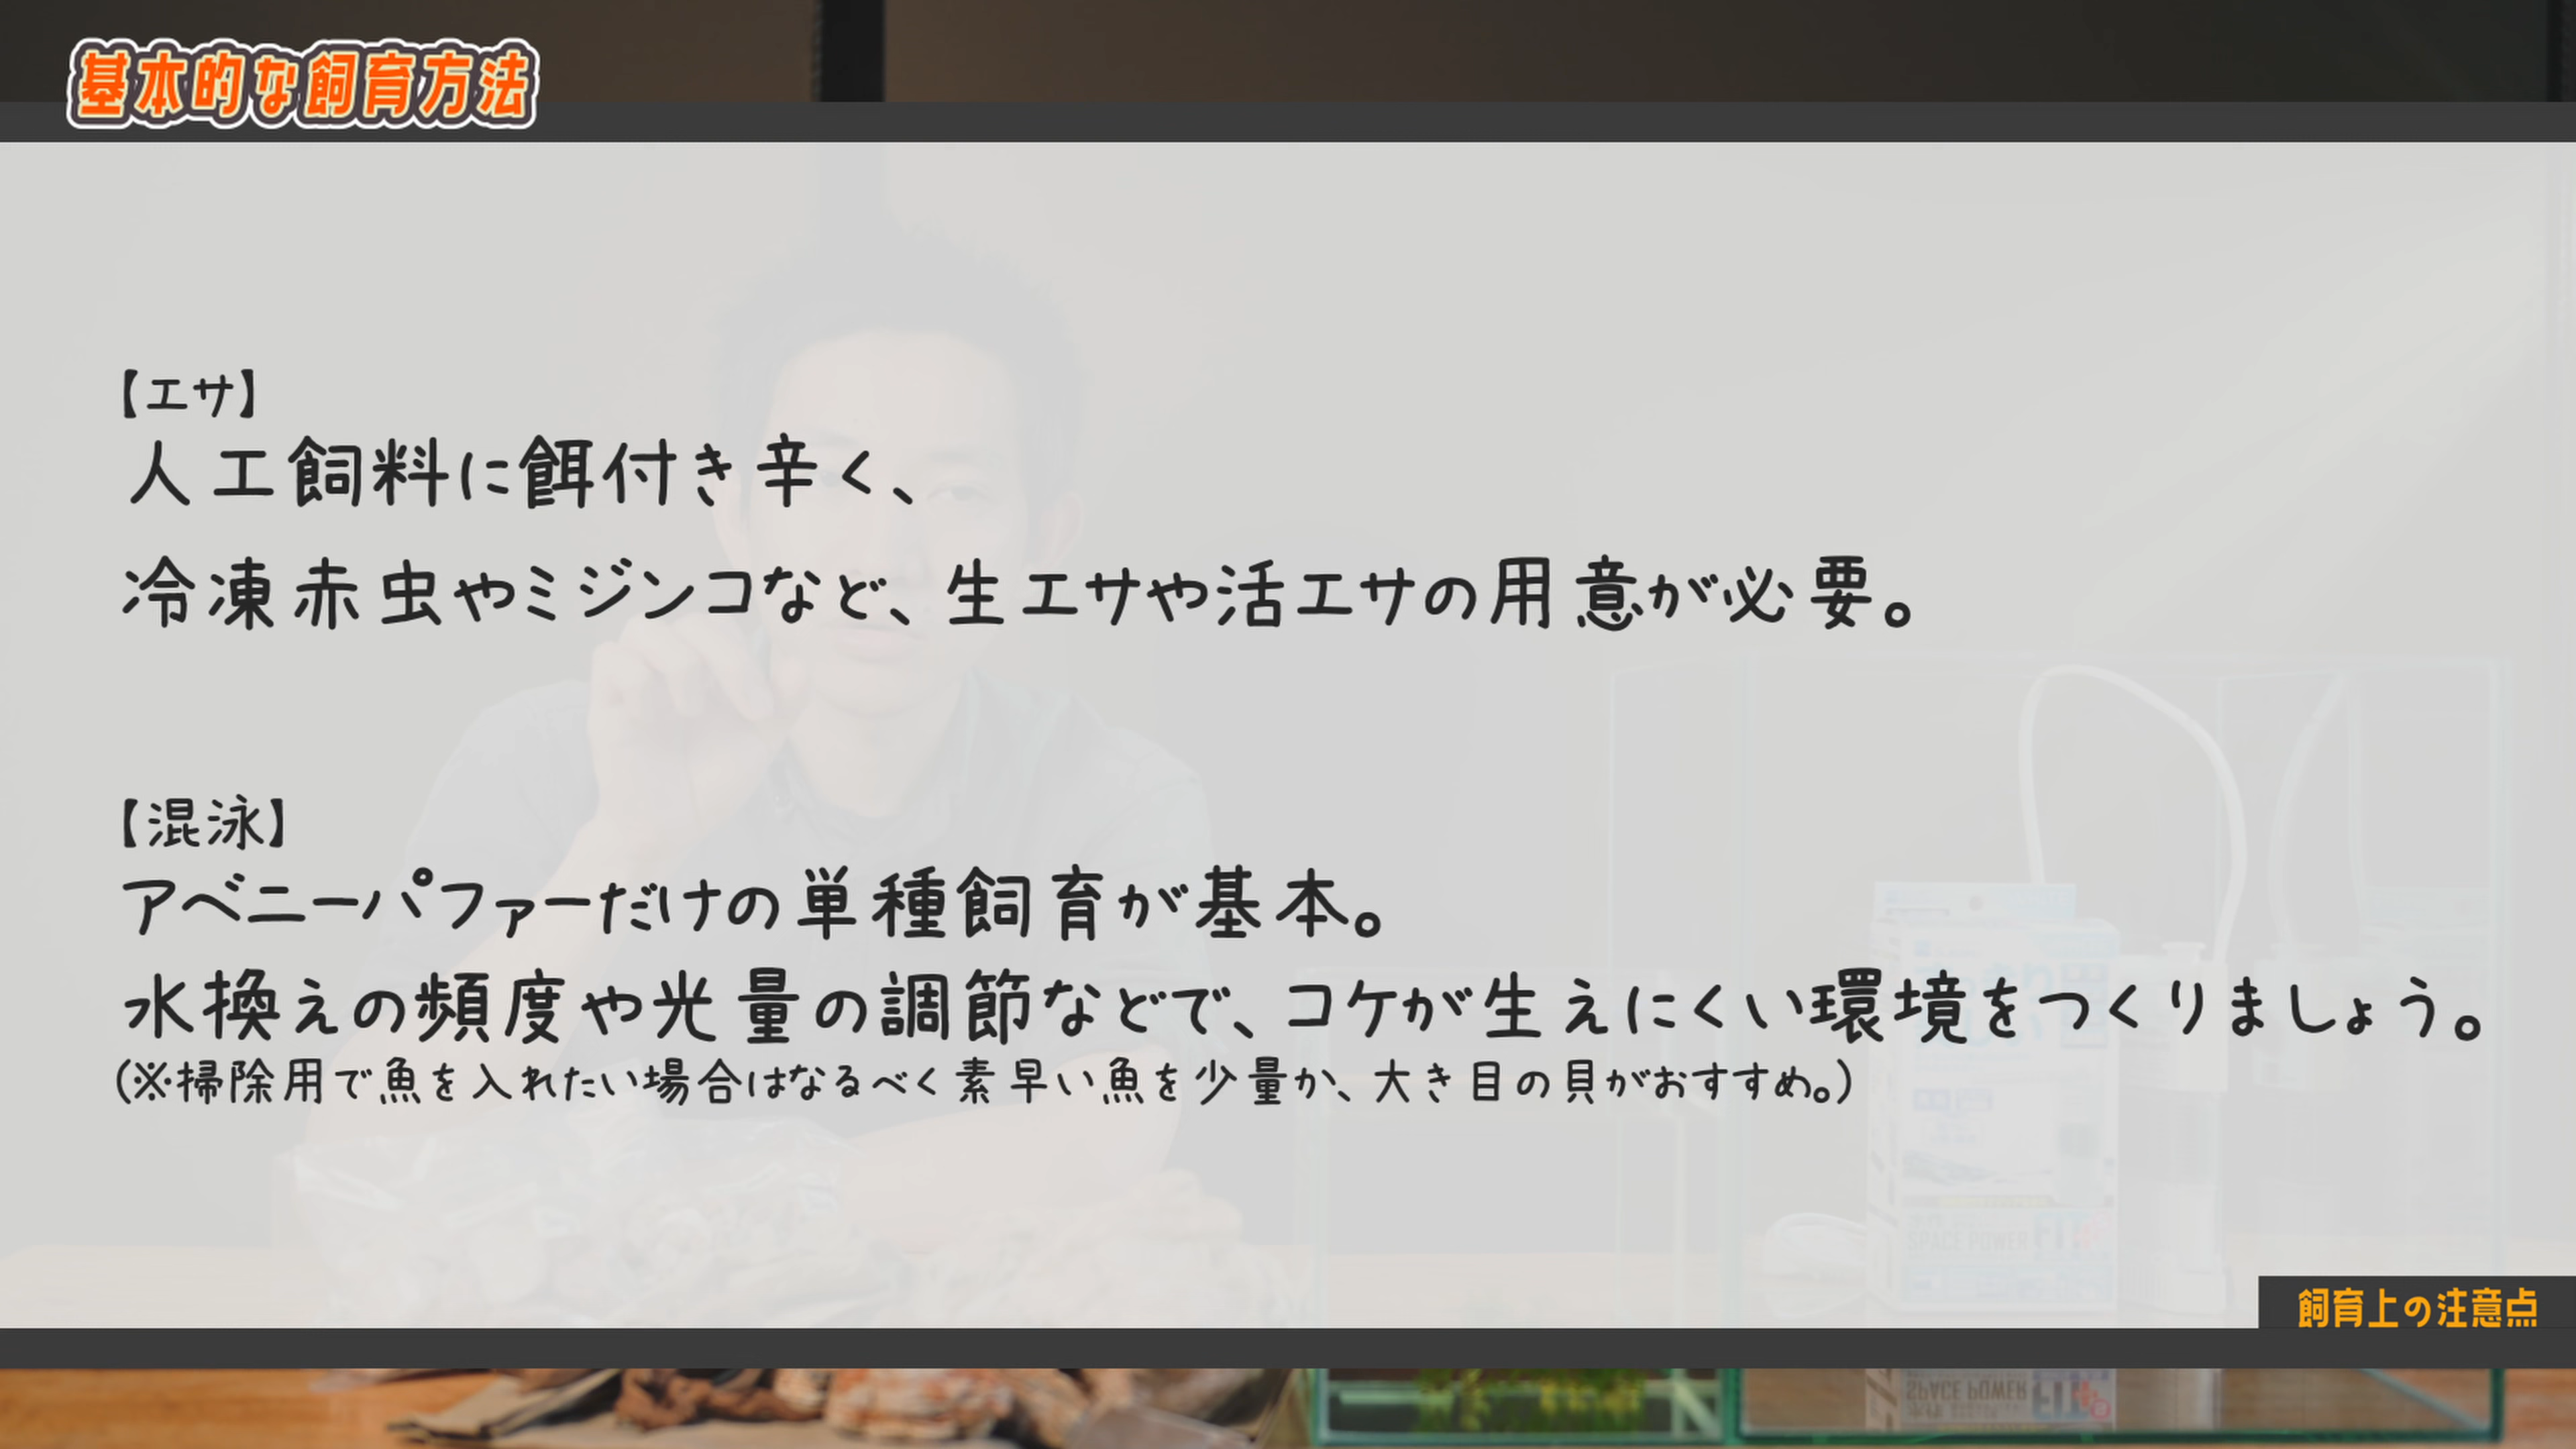 基本的な飼育方法
【エサ】
人工飼料に餌付き辛く、
冷凍赤虫やミジンコなど、生エサや活エサの用意が必要。
【混泳】
アベニーパファーだけの単種飼育が基本。
水換えの頻度や光量の調節などで、コケが生えにくい環境をつくりましょう。
(※掃除用で魚を入れたい場合はなるべく素早い魚を少量か、大き目の貝がおすすめ。)
SPACE POWER FIT+
飼育上の注意点